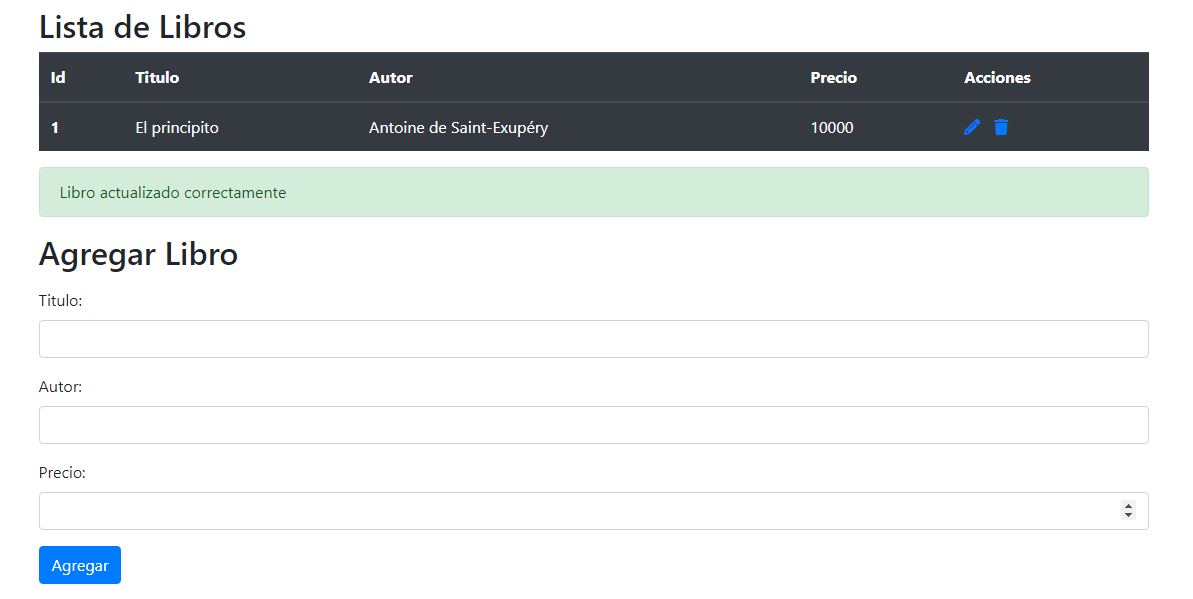 Lista de Libros
Id Titulo Autor Precio Acciones
1 El principito Antoine de Saint-Exupéry 10000
Libro actualizado correctamente
Agregar Libro
Titulo:
Autor:
Precio:
Agregar